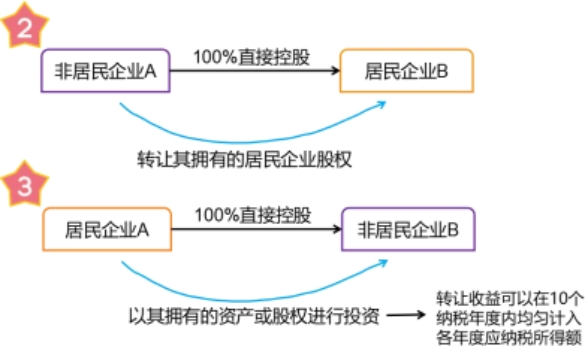 2
100%直接控股
非居民企业A
居民企业B
转让其拥有的居民企业股权
3
100%直接控股
居民企业A
非居民企业B
以其拥有的资产或股权进行投资
转让收益可以在10个
纳税年度内均匀计入
各年度应纳税所得额